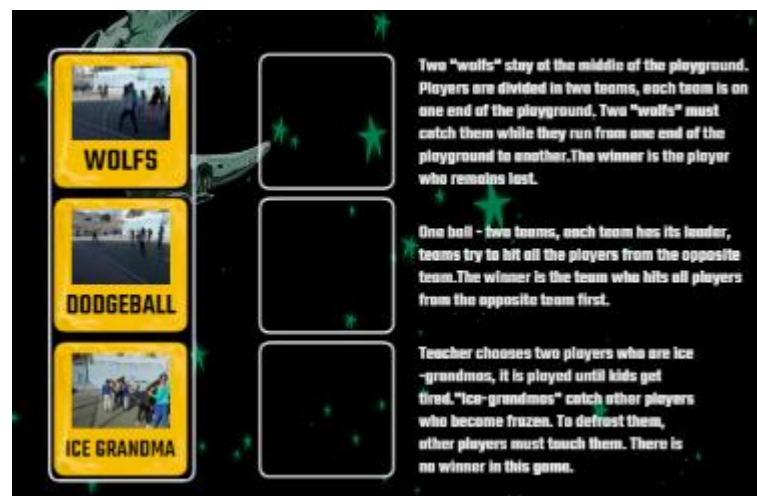 WOLFS
Two "wolfs" stay at the middle of the playground.
Players are divided in two teams, each team is on
one end of the playground. Two "wolfs" must
catch them while they run from one end of the
playground to another.The winner is the player
who remains last.
DODGEBALL
One ball - two teams, each team has its leader,
teams try to hit all the players from the opposite
team.The winner is the team who hits all players
from the opposite team first.
ICE GRANDMA
Teacher chooses two players who are ice
-grandmas, it is played until kids get
tired."Ice-grandmas" catch other players
who become frozen. To defrost them,
other players must touch them. There is
no winner in this game.